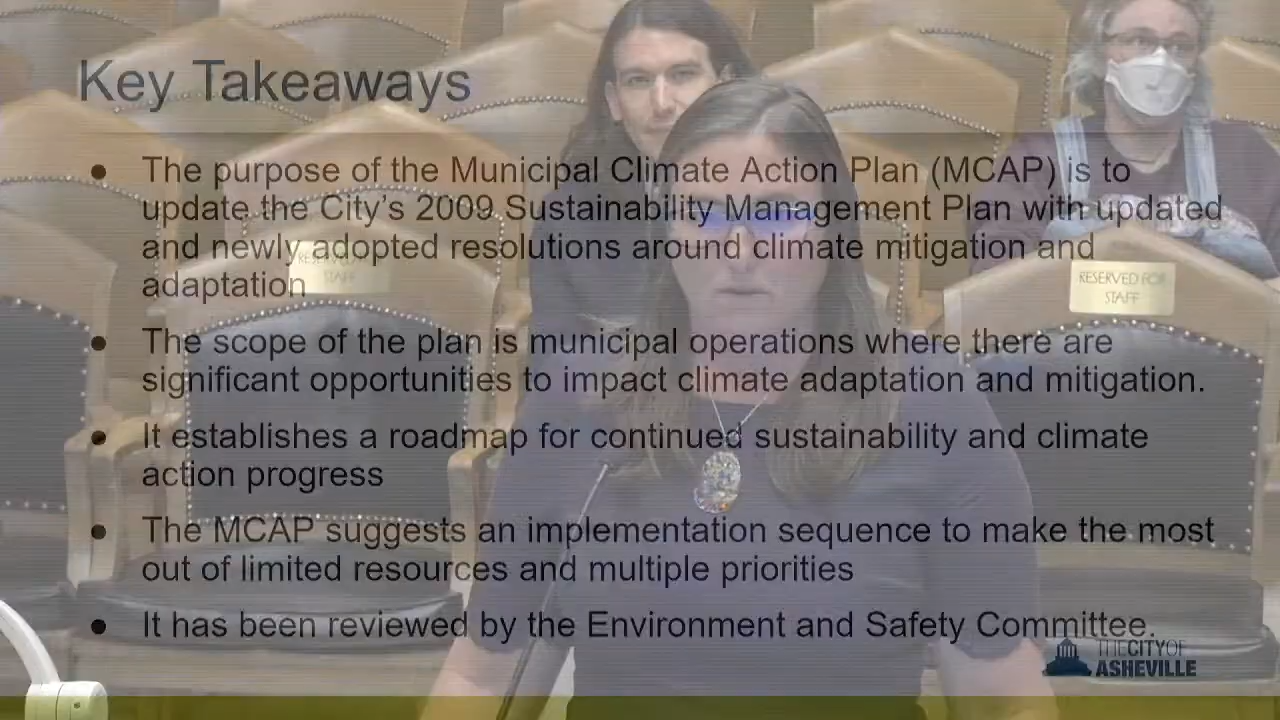 Key Takeaways
● The purpose of the Municipal Climate Action Plan (MCAP) is to
update the City's 2009 Sustainability Management Plan with updated
and newly adopted resolutions around climate mitigation and
adaptation
● The scope of the plan is municipal operations where there are
significant opportunities to impact climate adaptation and mitigation.
● It establishes a roadmap for continued sustainability and climate
action progress
● The MCAP suggests an implementation sequence to make the most
out of limited resources and multiple priorities
● It has been reviewed by the Environment and Safety Committee.
RESERVED FOR
STAFF
RESERVED FOR
STAFF
THECITYOF
ASHEVILLE